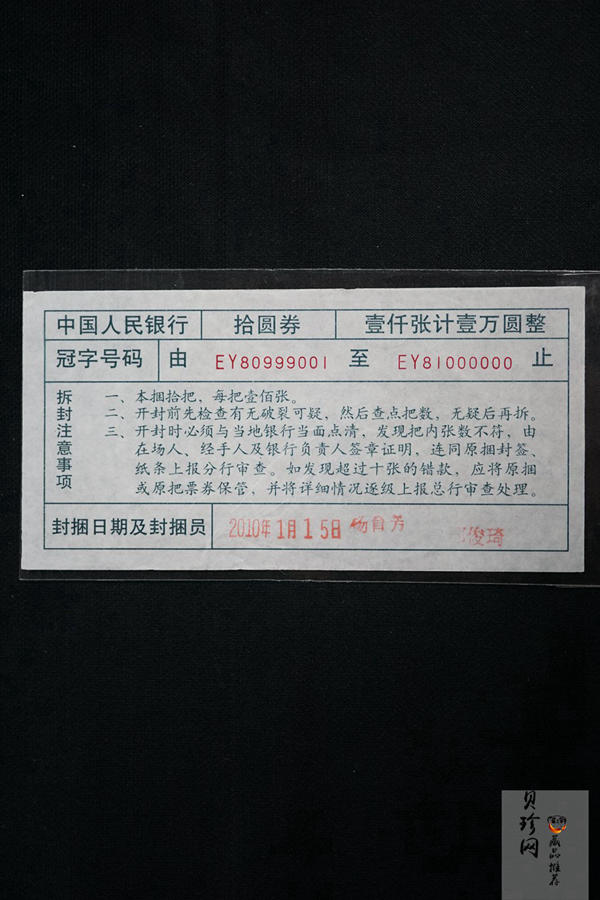 中国人民银行 拾圆券 壹仟张计壹万圆整
冠字号码 由 EY80999001 至 EY81000000 止
拆封注意事项
一、本捆拾把，每把壹佰张。
二、开封前先检查有无破裂可疑，然后查点把数，无疑后再拆。
三、开封时必须与当地银行当面点清，发现把内张数不符，由
在场人、经手人及银行负责人签章证明，连同原捆封签、
纸条上报分行审查。如发现超过十张的错款，应将原捆
或原把票券保管，并将详细情况逐级上报总行审查处理。
封捆日期及封捆员 2010年1月15日 杨育芳 俊琦
贝珍网
藏品推荐